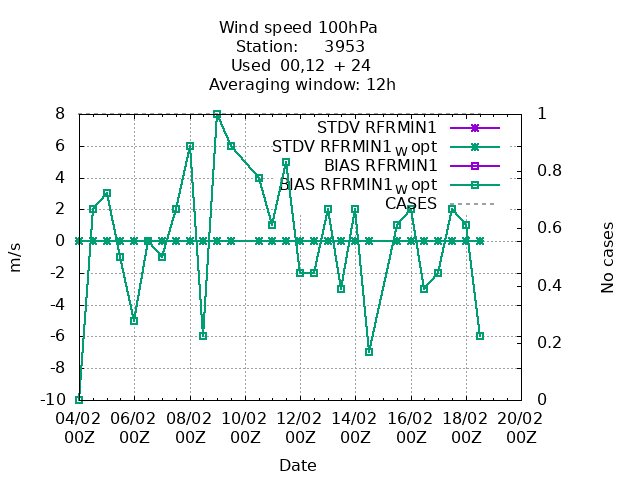 Wind speed 100hPa
Station: 3953
Used 00,12 + 24
Averaging window: 12h
8 1
STDV RFRMIN1
6 STDV RFRMIN1_W opt
BIAS RFRMIN1 0.8
4 BIAS RFRMIN1_W opt
2 CASES
0 0.6
m/s No cases
-2
-4 0.4
-6 0.2
-8
-10 0
04/02 06/02 08/02 10/02 12/02 14/02 16/02 18/02 20/02
00Z 00Z 00Z 00Z 00Z 00Z 00Z 00Z 00Z
Date